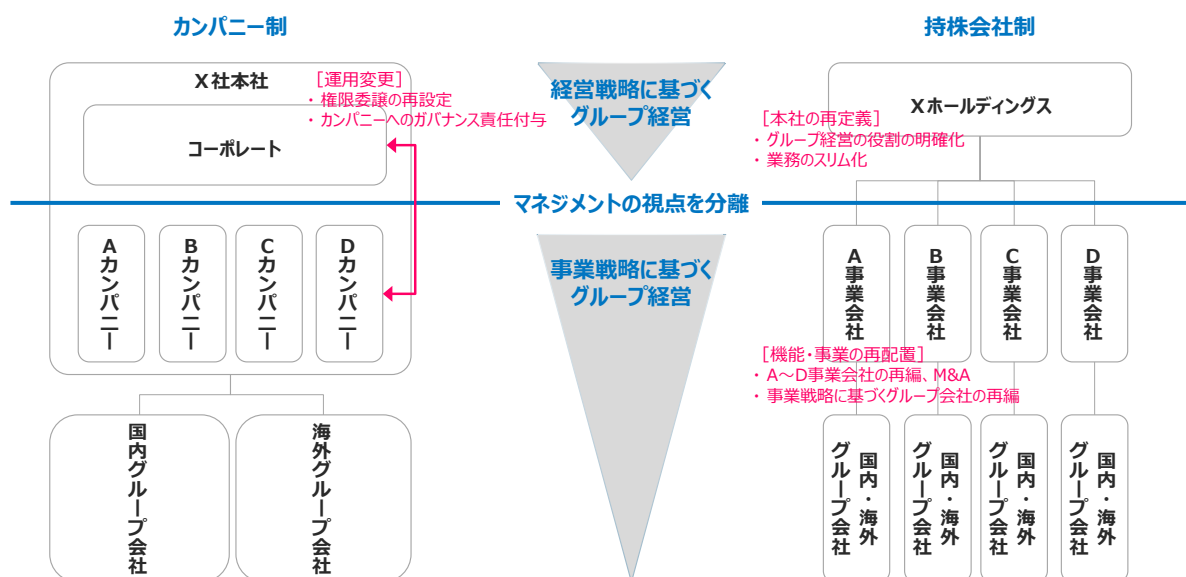 カンパニー制
X社本社
コーポレート
［運用変更］
・ 権限委譲の再設定
・ カンパニーへのガバナンス責任付与
Aカンパニー
Bカンパニー
Cカンパニー
Dカンパニー
国内グループ会社
海外グループ会社
経営戦略に基づく
グループ経営
マネジメントの視点を分離
事業戦略に基づく
グループ経営
持株会社制
Xホールディングス
［本社の再定義］
・ グループ経営の役割の明確化
・ 業務のスリム化
A事業会社
B事業会社
C事業会社
D事業会社
［機能・事業の再配置］
・ A～D事業会社の再編、M&A
・ 事業戦略に基づくグループ会社の再編
国内・海外
グループ会社
国内・海外
グループ会社
国内・海外
グループ会社
国内・海外
グループ会社